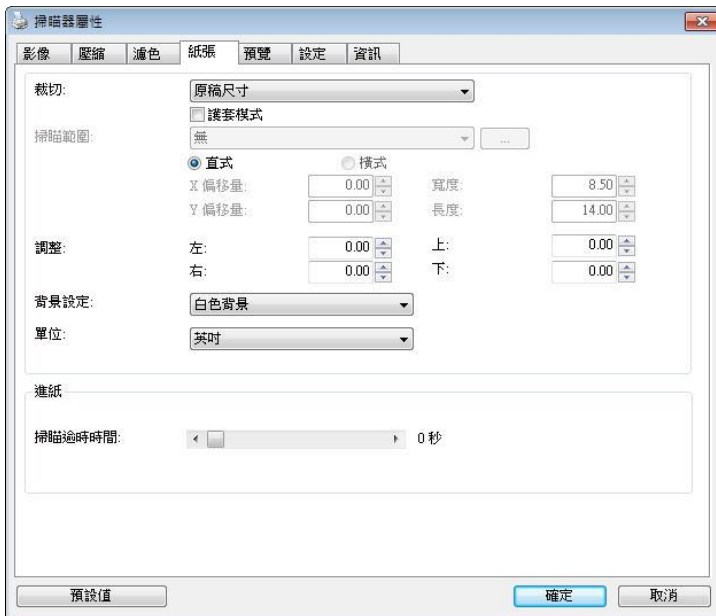 掃瞄器屬性
影像 壓縮 濾色 紙張 預覽 設定 資訊
裁切: 原稿尺寸
護套模式
掃瞄範圍: 無 ...
直式 橫式
X 偏移量: 0.00 寬度: 8.50
Y 偏移量: 0.00 長度: 14.00
調整: 左: 0.00 上: 0.00
右: 0.00 下: 0.00
背景設定: 白色背景
單位: 英吋
進紙
掃瞄逾時時間: 0 秒
預設值 確定 取消